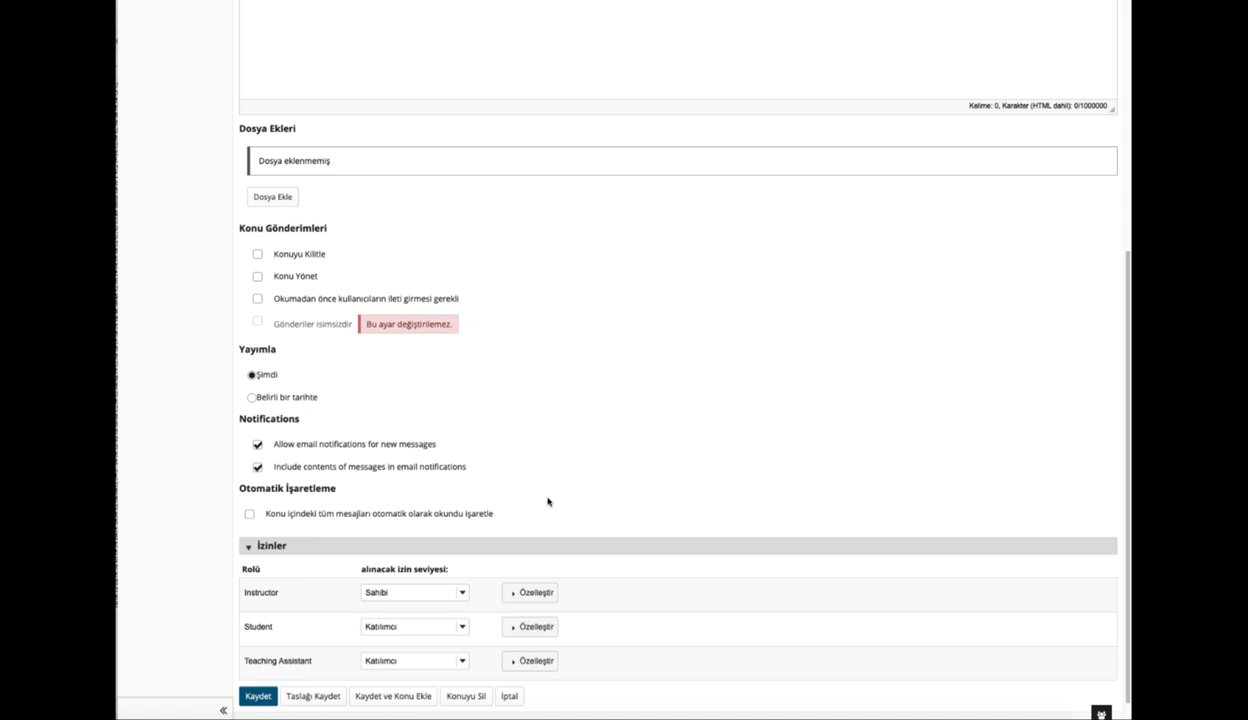 Kelime: 0, Karakter (HTML dahil): 0/1000000
Dosya Ekleri
Dosya eklenmemiş
Dosya Ekle
Konu Gönderimleri
Konuyu Kilitle
Konu Yönet
Okumadan önce kullanıcıların ileti girmesi gerekli
Gönderiler isimsizdir Bu ayar değiştirilemez.
Yayımla
Şimdi
Belirli bir tarihte
Notifications
Allow email notifications for new messages
Include contents of messages in email notifications
Otomatik İşaretleme
Konu içindeki tüm mesajları otomatik olarak okundu işaretle
İzinler
Rolü alınacak izin seviyesi:
Instructor Sahibi Özelleştir
Student Katılımcı Özelleştir
Teaching Assistant Katılımcı Özelleştir
Kaydet Taslağı Kaydet Kaydet ve Konu Ekle Konuyu Sil İptal